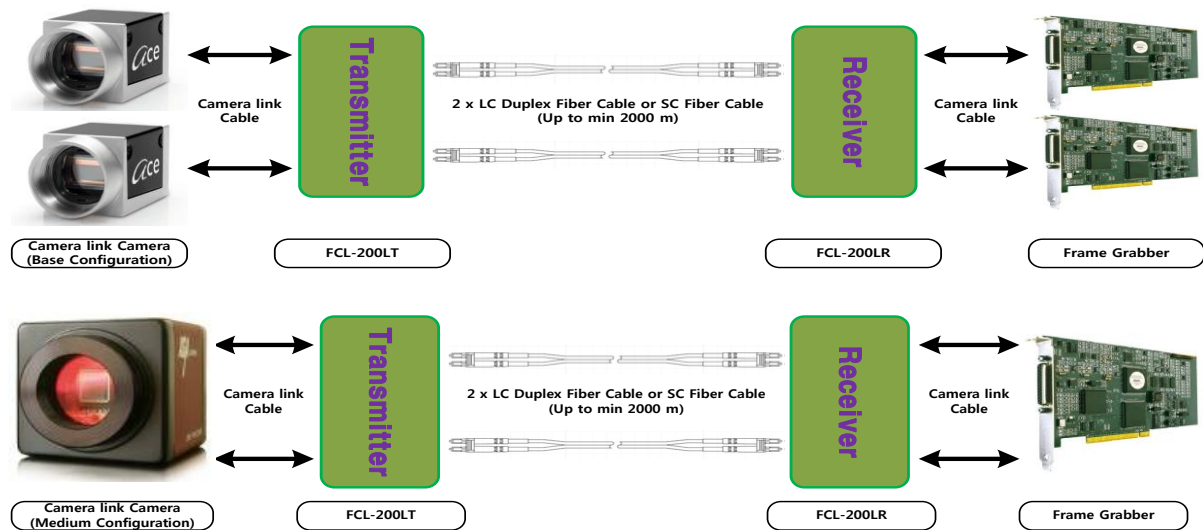 ace
Transmitter
Receiver
Camera link
Cable
2 x LC Duplex Fiber Cable or SC Fiber Cable
(Up to min 2000 m)
Camera link
Cable
ace
Camera link Camera
(Base Configuration)
FCL-200LT
FCL-200LR
Frame Grabber
Transmitter
Receiver
Camera link
Cable
2 x LC Duplex Fiber Cable or SC Fiber Cable
(Up to min 2000 m)
Camera link
Cable
Camera link Camera
(Medium Configuration)
FCL-200LT
FCL-200LR
Frame Grabber